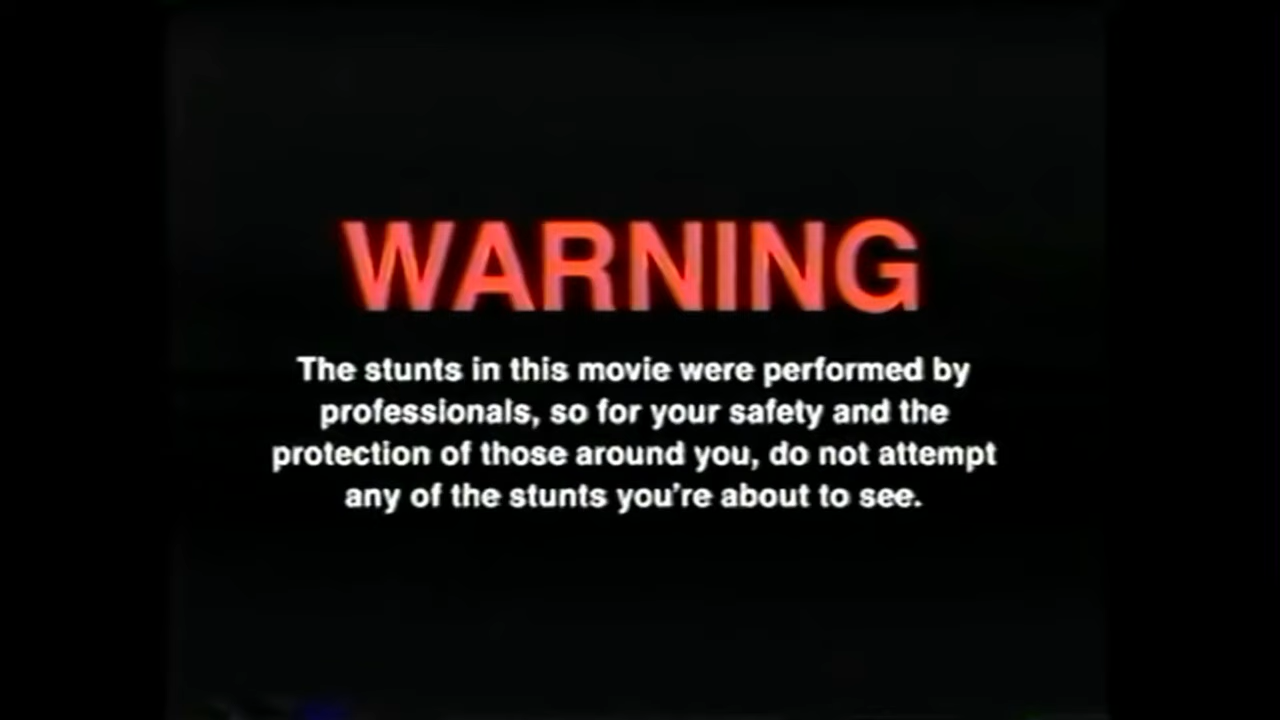 WARNING
The stunts in this movie were performed by
professionals, so for your safety and the
protection of those around you, do not attempt
any of the stunts you're about to see.